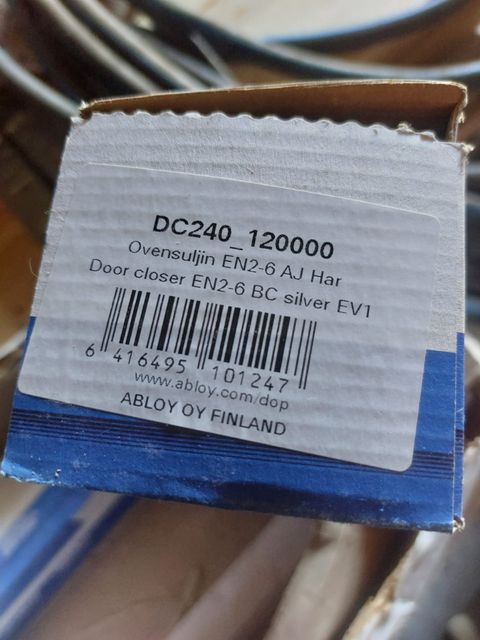 DC240_120000
Ovensuljin EN2-6 AJ Har
Door closer EN2-6 BC silver EV1
6 416495 101247
www.abloy.com/dop
ABLOY OY FINLAND